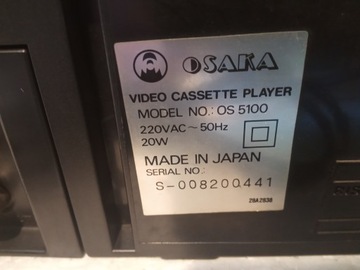 OSAKA
VIDEO CASSETTE PLAYER
MODEL NO.: OS 5100
220VAC ~ 50Hz
20W
MADE IN JAPAN
SERIAL NO.:
S-008200441